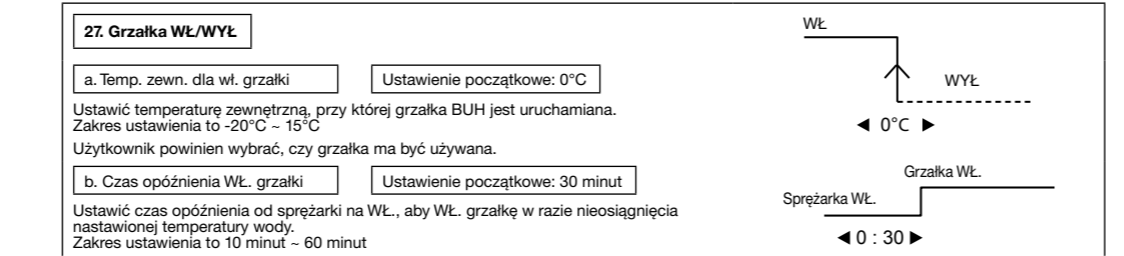 27. Grzałka WŁ/WYŁ
a. Temp. zewn. dla wł. grzałki
Ustawienie początkowe: 0°C
Ustawić temperaturę zewnętrzną, przy której grzałka BUH jest uruchamiana.
Zakres ustawienia to -20°C ~ 15°C
Użytkownik powinien wybrać, czy grzałka ma być używana.
WŁ
WYŁ
◄ 0°C ►
b. Czas opóźnienia WŁ. grzałki
Ustawienie początkowe: 30 minut
Ustawić czas opóźnienia od sprężarki na WŁ., aby WŁ. grzałkę w razie nieosiągnięcia
nastawionej temperatury wody.
Zakres ustawienia to 10 minut ~ 60 minut
Grzałka WŁ.
Sprężarka WŁ.
◄ 0 : 30 ►